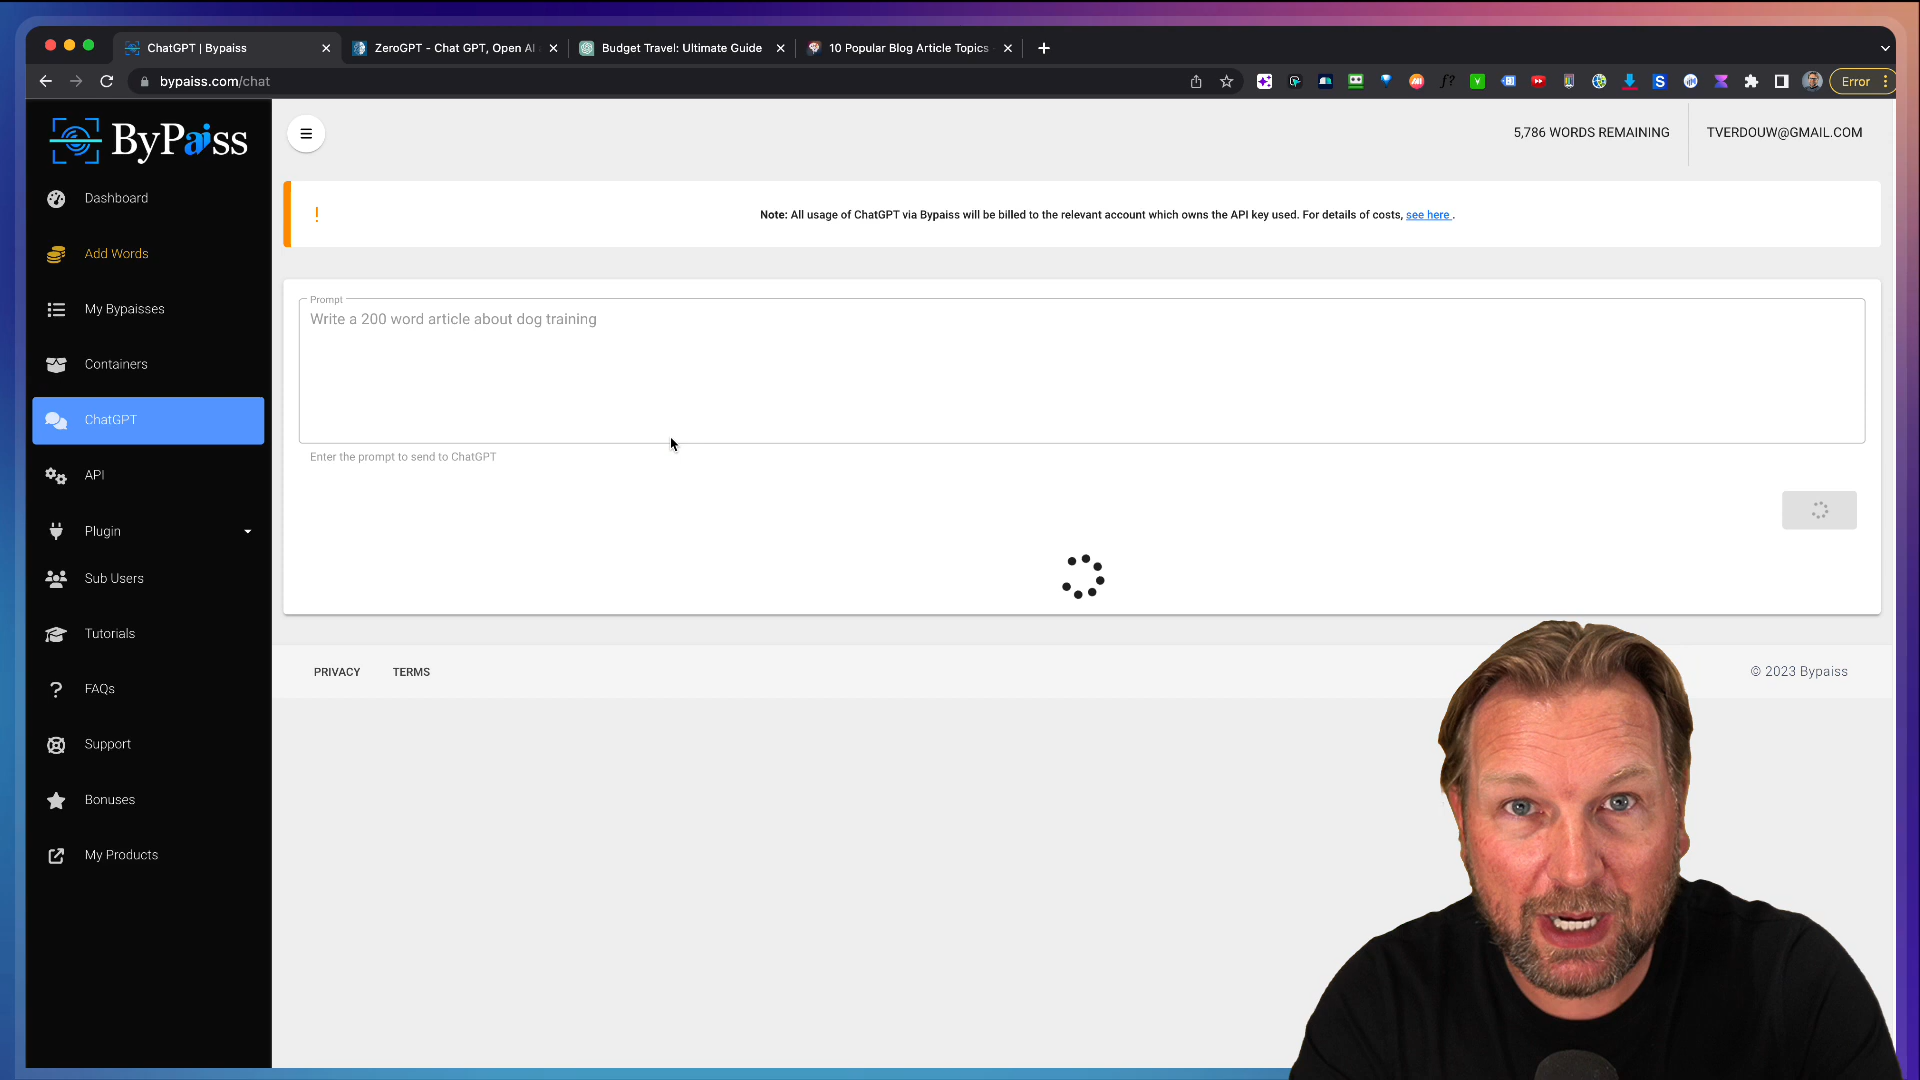 ChatGPT | Bypaiss
ZeroGPT - Chat GPT, Open AI
Budget Travel: Ultimate Guide
10 Popular Blog Article Topics
bypaiss.com/chat
Error
ByPaiss
5,786 WORDS REMAINING
TVERDOUW@GMAIL.COM
Dashboard
Add Words
My Bypaisses
Containers
ChatGPT
API
Plugin
Sub Users
Tutorials
FAQs
Support
Bonuses
My Products
Note: All usage of ChatGPT via Bypaiss will be billed to the relevant account which owns the API key used. For details of costs, see here .
Prompt
Write a 200 word article about dog training
Enter the prompt to send to ChatGPT
PRIVACY
TERMS
© 2023 Bypaiss